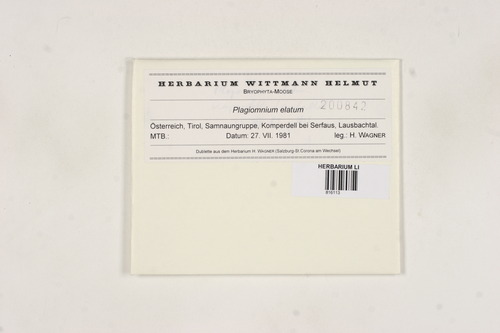 HERBARIUM WITTMANN HELMUT
BRYOPHYTA-MOOSE
Plagiomnium elatum 200842
Österreich, Tirol, Samnaungruppe, Komperdell bei Serfaus, Lausbachtal.
MTB.: Datum: 27. VII. 1981 leg.: H. WAGNER
Dublette aus dem Herbarium H. WAGNER (Salzburg-St.Corona am Wechsel)
HERBARIUM LI
816113